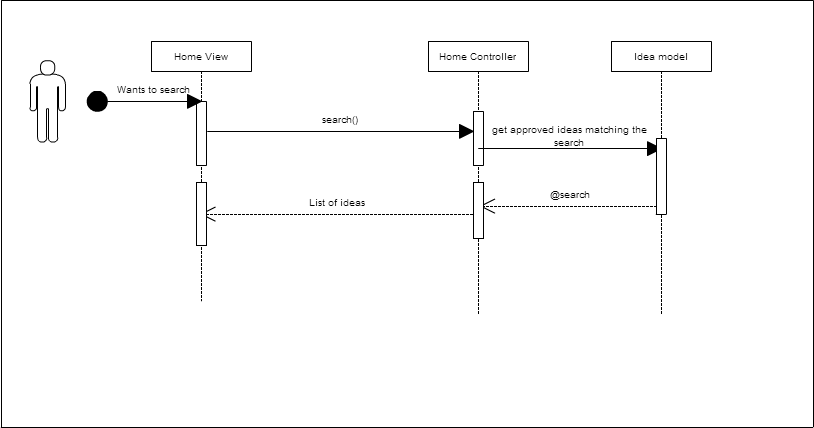 Home View
Home Controller
Idea model
Wants to search
search()
get approved ideas matching the
search
@search
List of ideas